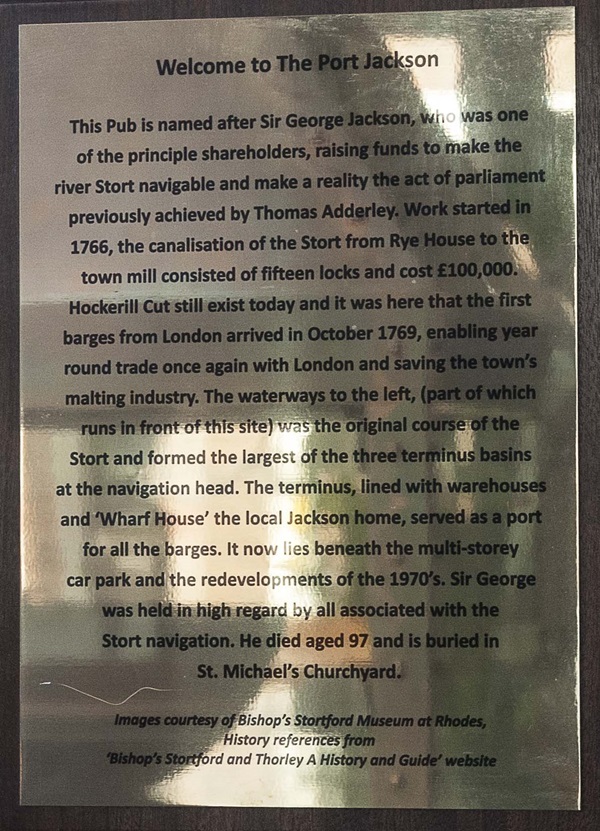 Welcome to The Port Jackson
This Pub is named after Sir George Jackson, who was one
of the principle shareholders, raising funds to make the
river Stort navigable and make a reality the act of parliament
previously achieved by Thomas Adderley. Work started in
1766, the canalisation of the Stort from Rye House to the
town mill consisted of fifteen locks and cost £100,000.
Hockerill Cut still exist today and it was here that the first
barges from London arrived in October 1769, enabling year
round trade once again with London and saving the town's
malting industry. The waterways to the left, (part of which
runs in front of this site) was the original course of the
Stort and formed the largest of the three terminus basins
at the navigation head. The terminus, lined with warehouses
and 'Wharf House' the local Jackson home, served as a port
for all the barges. It now lies beneath the multi-storey
car park and the redevelopments of the 1970's. Sir George
was held in high regard by all associated with the
Stort navigation. He died aged 97 and is buried in
St. Michael's Churchyard.
Images courtesy of Bishop's Stortford Museum at Rhodes,
History references from
'Bishop's Stortford and Thorley A History and Guide' website